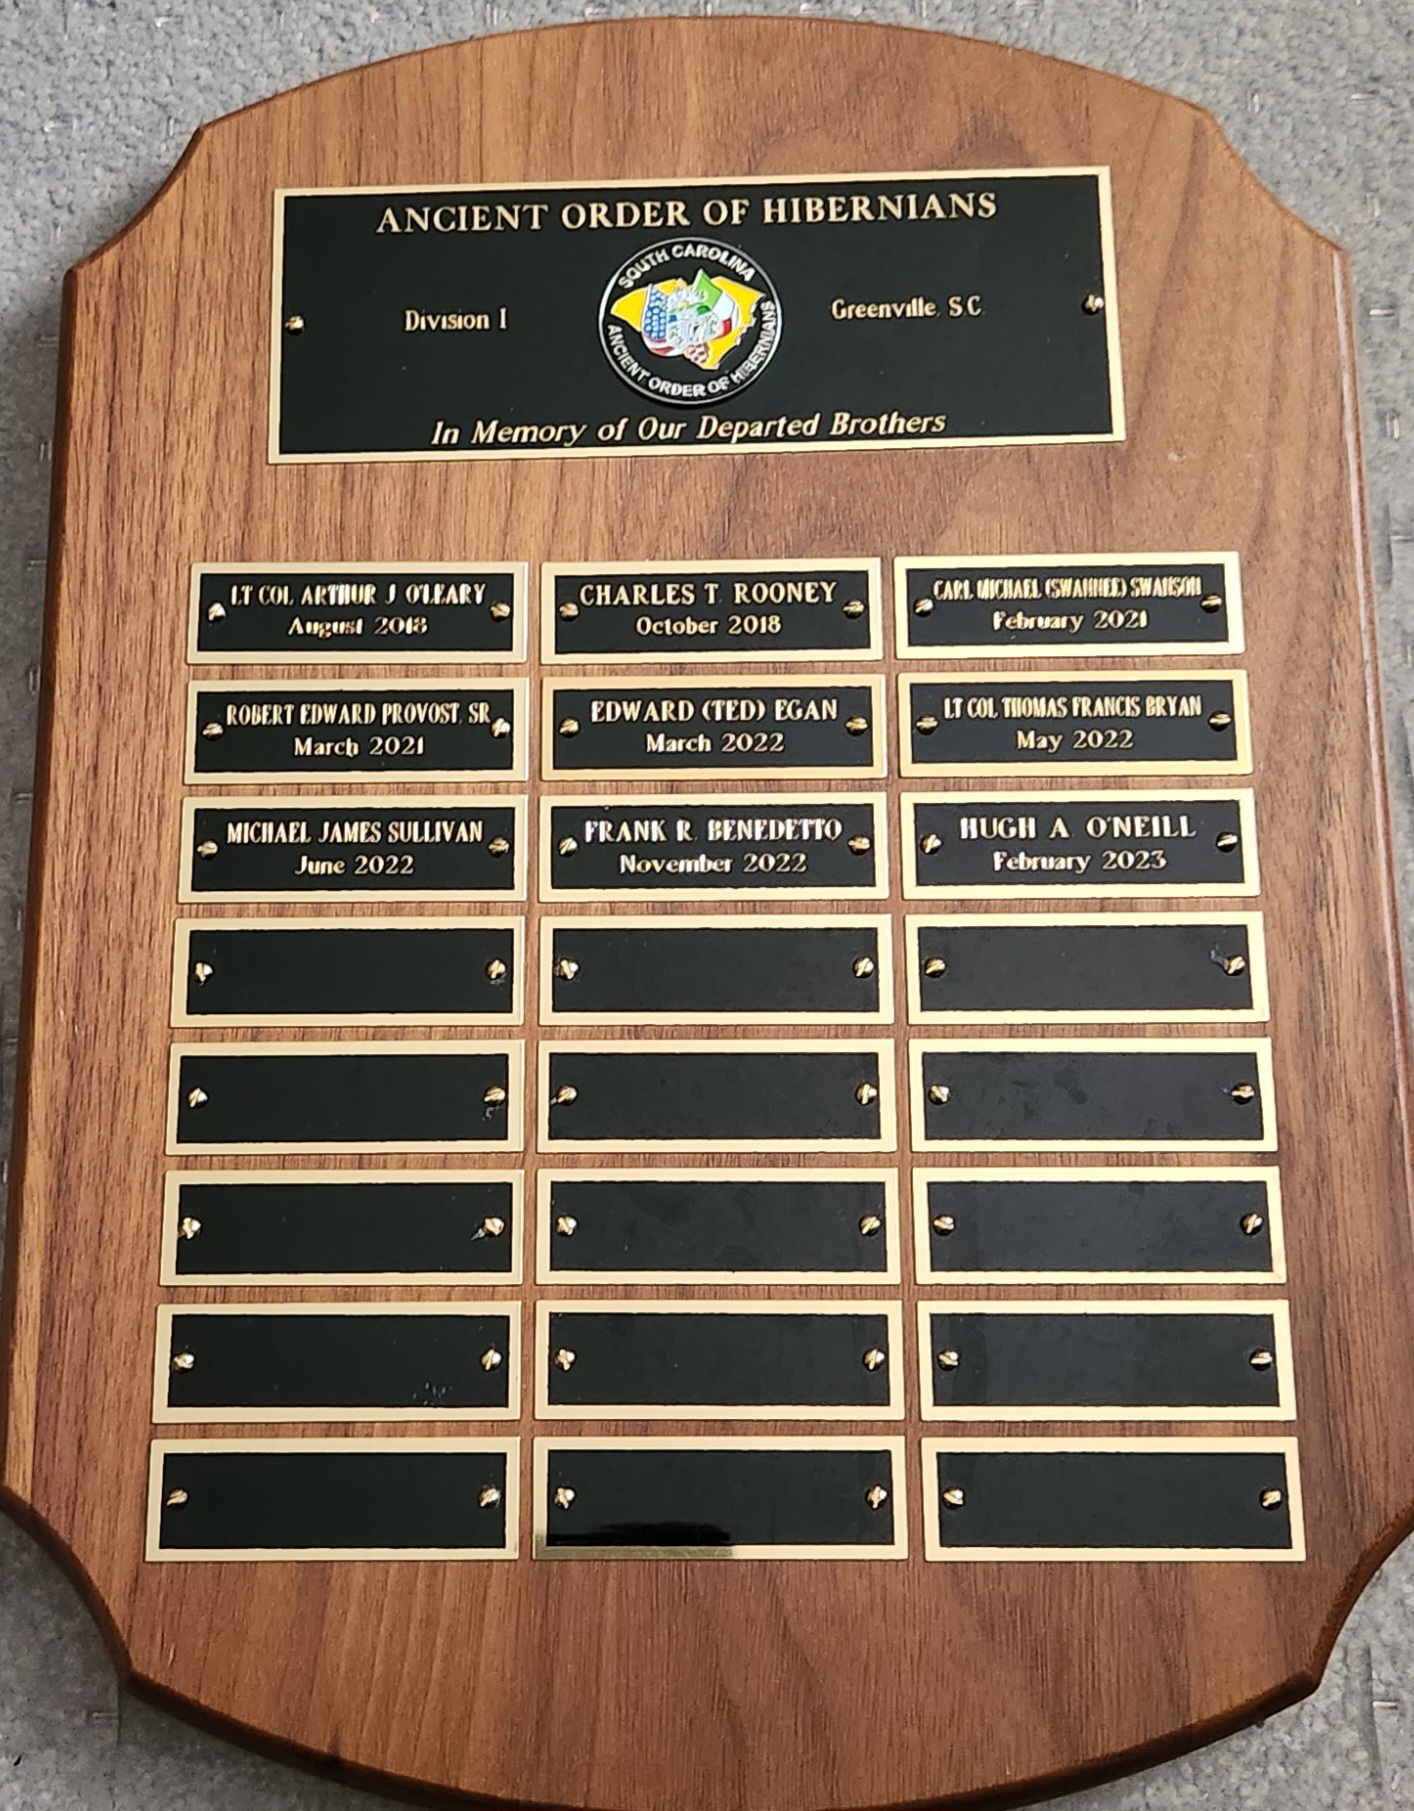 ANCIENT ORDER OF HIBERNIANS
SOUTH CAROLINA
ANCIENT ORDER OF HIBERNIANS
Division 1
Greenville, S.C.
In Memory of Our Departed Brothers
LT COL ARTHUR J. O'LEARY
August 2018
CHARLES T. ROONEY
October 2018
CARL MICHAEL (SWAHNEE) SWANSON
February 2021
ROBERT EDWARD PROVOST, SR.
March 2021
EDWARD (TED) EGAN
March 2022
LT COL THOMAS FRANCIS BRYAN
May 2022
MICHAEL JAMES SULLIVAN
June 2022
FRANK R. BENEDETTO
November 2022
HUGH A. O'NEILL
February 2023